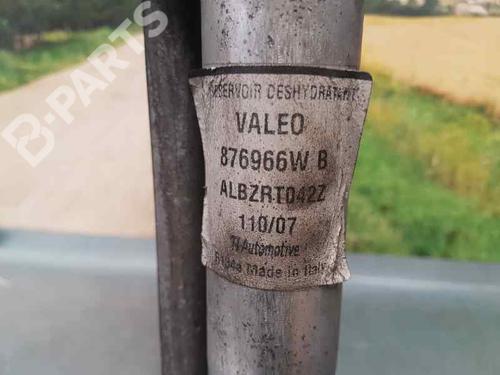 B-PARTS
RESERVOIR DESHYDRATANT
VALEO
876966W B
ALBZRT042Z
110/07
TI Automotive
Made in Italy